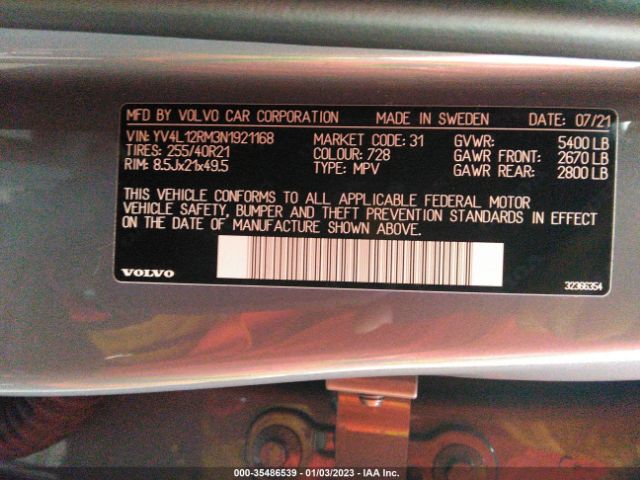 MFD BY VOLVO CAR CORPORATION MADE IN SWEDEN DATE: 07/21
VIN: YV4L12RM3N1921168 MARKET CODE: 31 GVWR: 5400 LB
TIRES: 255/40R21 COLOUR: 728 GAWR FRONT: 2670 LB
RIM: 8.5Jx21x49.5 TYPE: MPV GAWR REAR: 2800 LB
THIS VEHICLE CONFORMS TO ALL APPLICABLE FEDERAL MOTOR
VEHICLE SAFETY, BUMPER AND THEFT PREVENTION STANDARDS IN EFFECT
ON THE DATE OF MANUFACTURE SHOWN ABOVE.
VOLVO 32366354
000-35486539 - 01/03/2023 - IAA Inc.